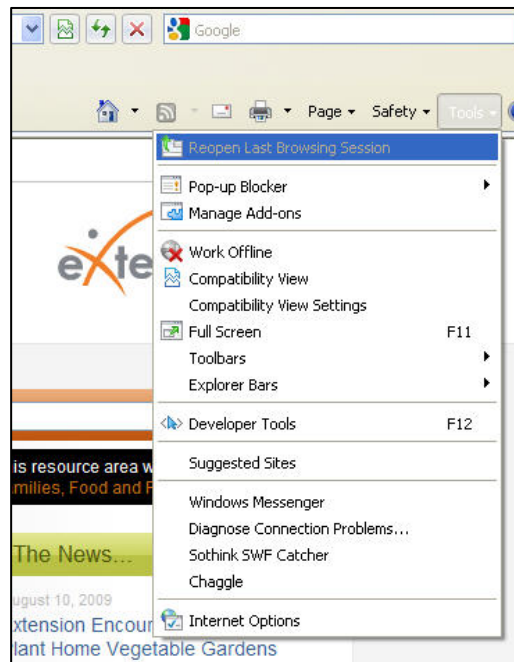 Google
Page Safety Tools
Reopen Last Browsing Session
Pop-up Blocker
Manage Add-ons
Work Offline
exte
Compatibility View
Compatibility View Settings
Full Screen F11
Toolbars
Explorer Bars
Developer Tools F12
is resource area w
Suggested Sites
amilies, Food and F
Windows Messenger
Diagnose Connection Problems...
The News...
Sothink SWF Catcher
Chaggle
ugust 10, 2009
Internet Options
xtension Encour
lant Home Vegetable Gardens